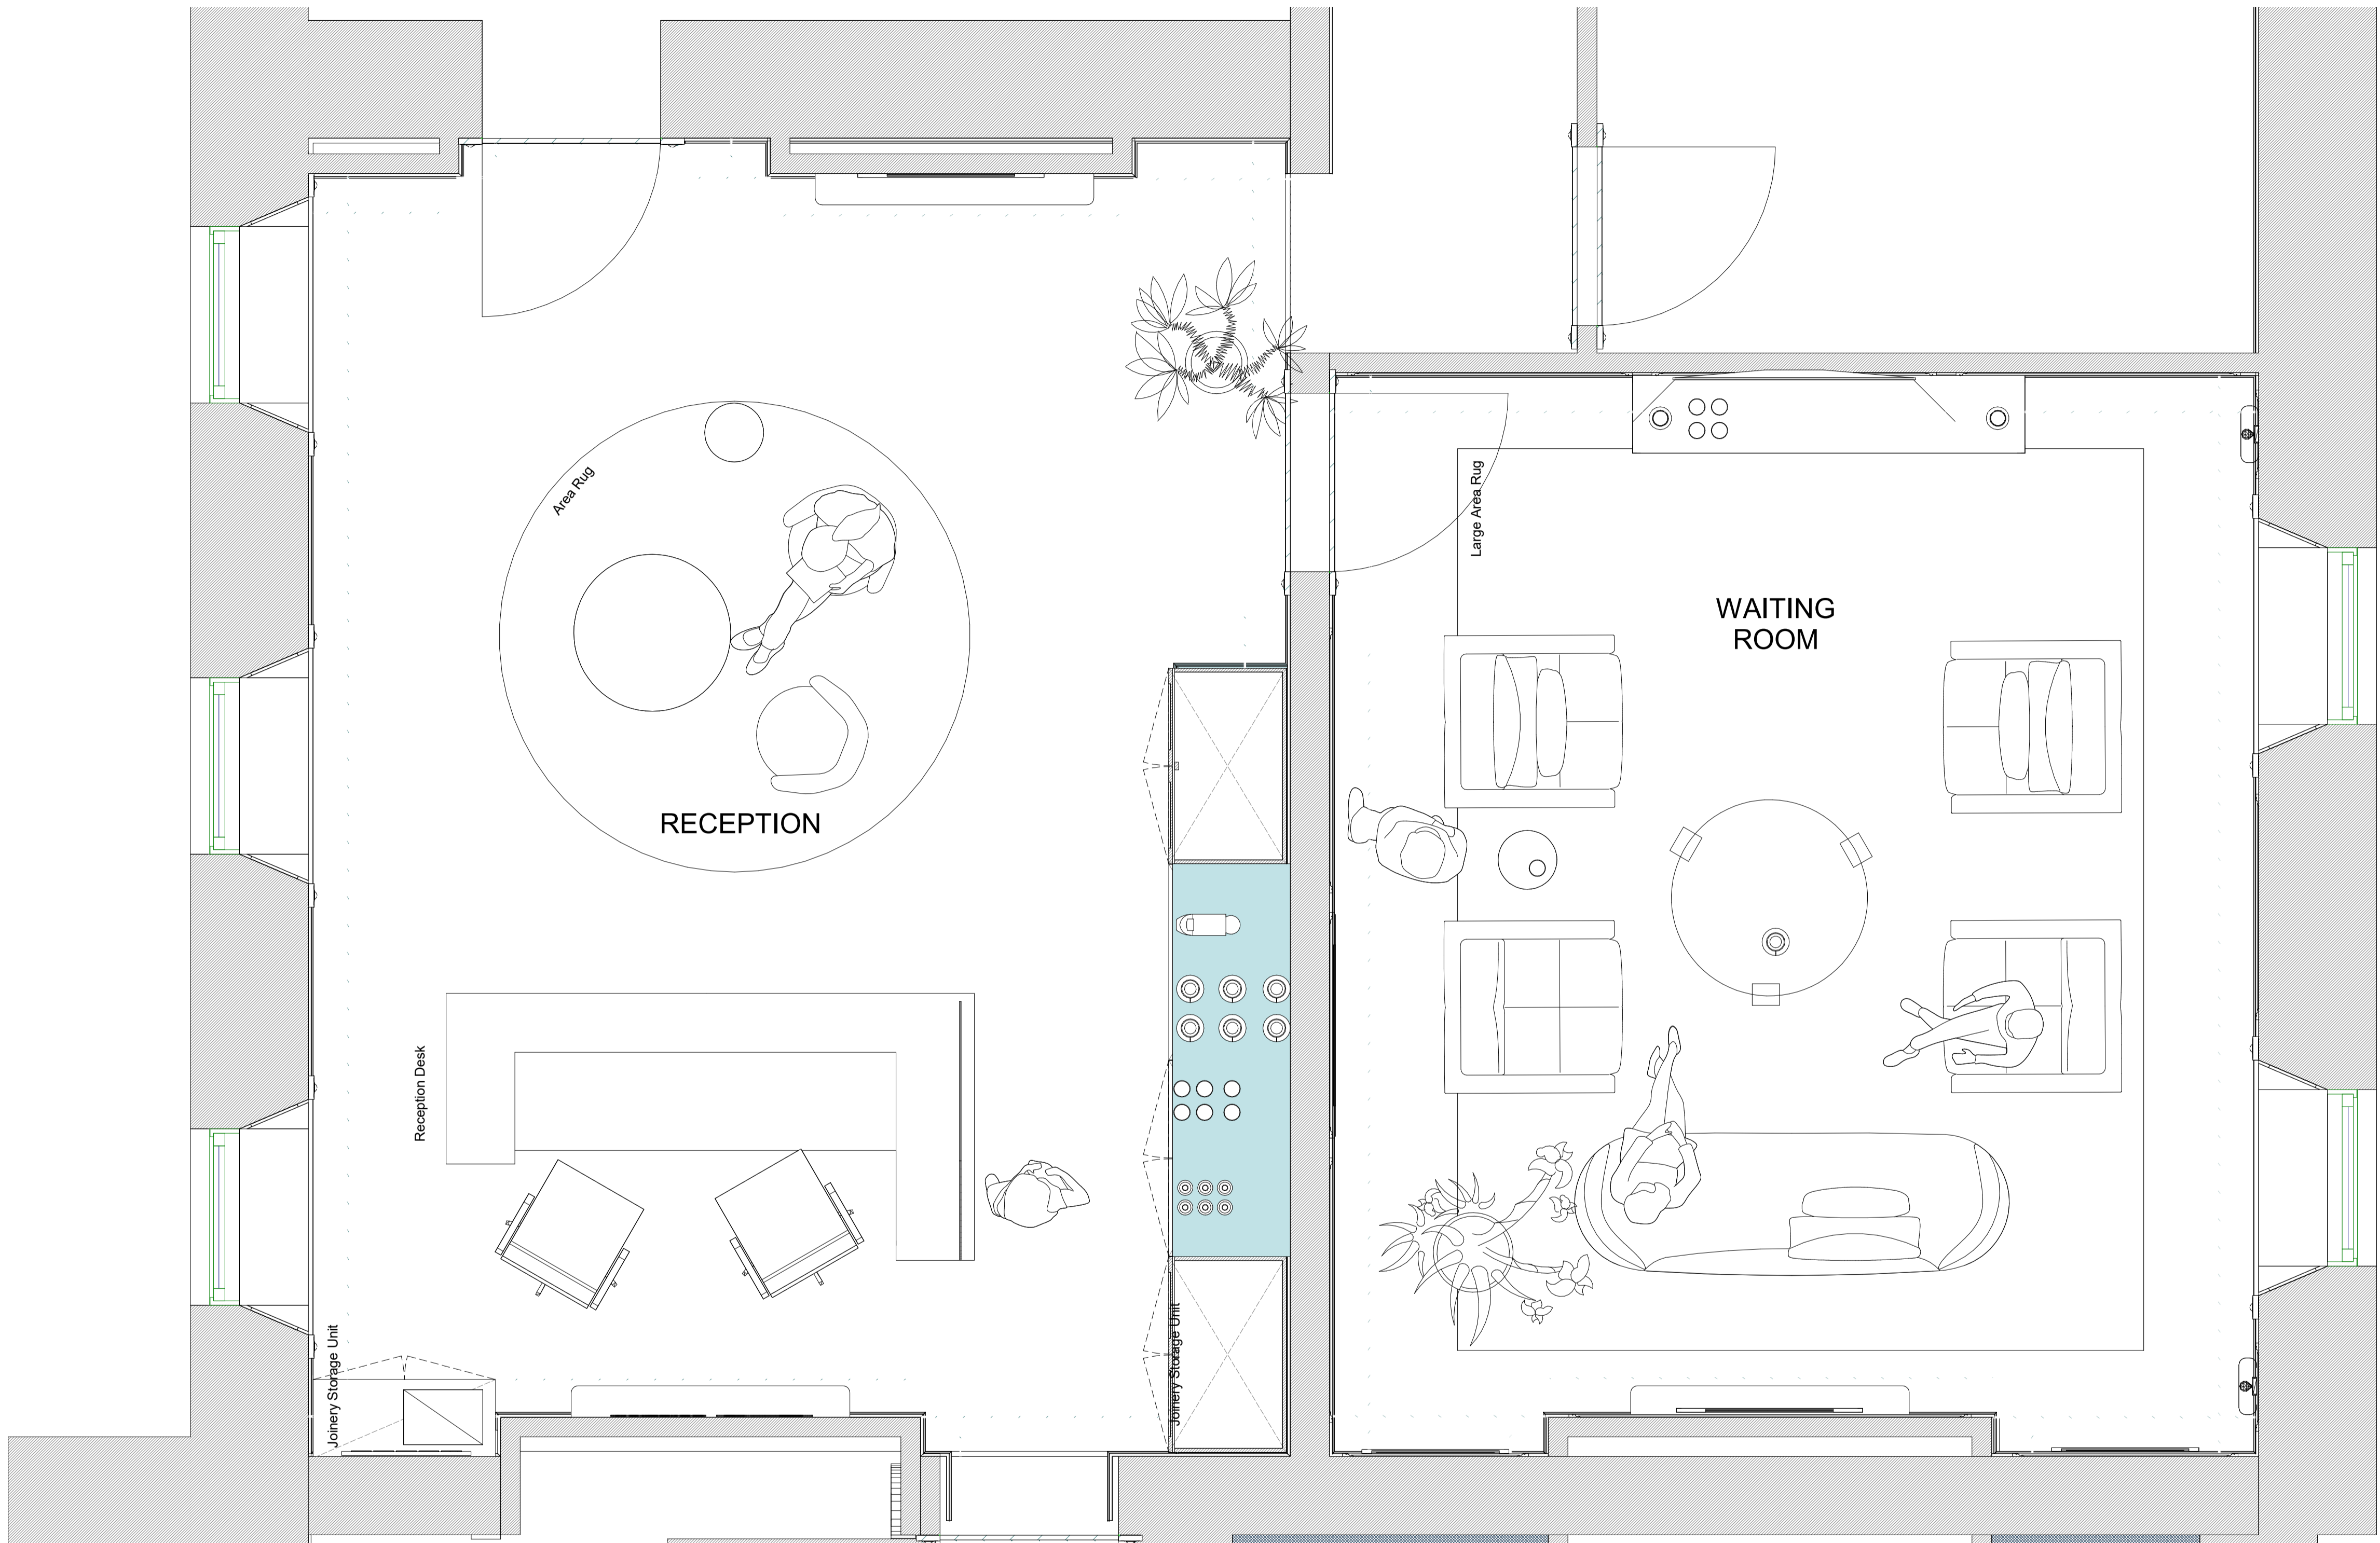 Area Rug
Large Area Rug
WAITING
ROOM
RECEPTION
Reception Desk
Joinery Storage Unit
Joinery Storage Unit